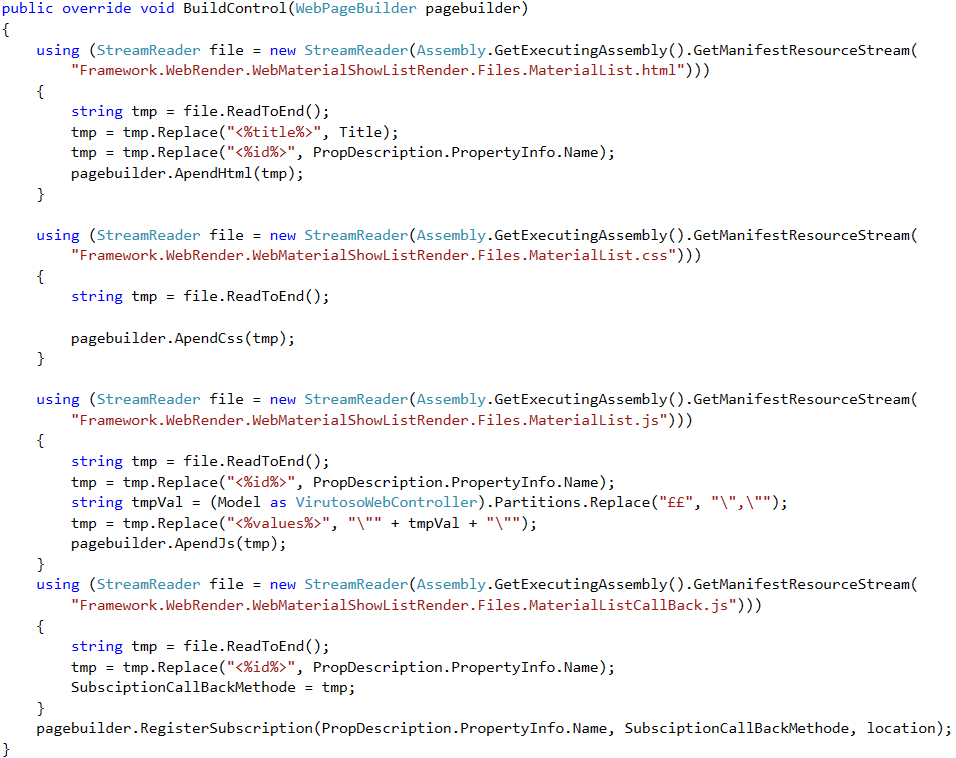 public override void BuildControl(WebPageBuilder pagebuilder)
{
    using (StreamReader file = new StreamReader(Assembly.GetExecutingAssembly().GetManifestResourceStream(
        "Framework.WebRender.WebMaterialShowListRender.Files.MaterialList.html")))
    {
        string tmp = file.ReadToEnd();
        tmp = tmp.Replace("<%title%>", Title);
        tmp = tmp.Replace("<%id%>", PropDescription.PropertyInfo.Name);
        pagebuilder.ApendHtml(tmp);
    }

    using (StreamReader file = new StreamReader(Assembly.GetExecutingAssembly().GetManifestResourceStream(
        "Framework.WebRender.WebMaterialShowListRender.Files.MaterialList.css")))
    {
        string tmp = file.ReadToEnd();

        pagebuilder.ApendCss(tmp);
    }

    using (StreamReader file = new StreamReader(Assembly.GetExecutingAssembly().GetManifestResourceStream(
        "Framework.WebRender.WebMaterialShowListRender.Files.MaterialList.js")))
    {
        string tmp = file.ReadToEnd();
        tmp = tmp.Replace("<%id%>", PropDescription.PropertyInfo.Name);
        string tmpVal = (Model as VirutosoWebController).Partitions.Replace("££", "\",\"");
        tmp = tmp.Replace("<%values%>", "\"" + tmpVal + "\"");
        pagebuilder.ApendJs(tmp);
    }
    using (StreamReader file = new StreamReader(Assembly.GetExecutingAssembly().GetManifestResourceStream(
        "Framework.WebRender.WebMaterialShowListRender.Files.MaterialListCallBack.js")))
    {
        string tmp = file.ReadToEnd();
        tmp = tmp.Replace("<%id%>", PropDescription.PropertyInfo.Name);
        SubsciptionCallBackMethode = tmp;
    }
    pagebuilder.RegisterSubscription(PropDescription.PropertyInfo.Name, SubsciptionCallBackMethode, location);
}